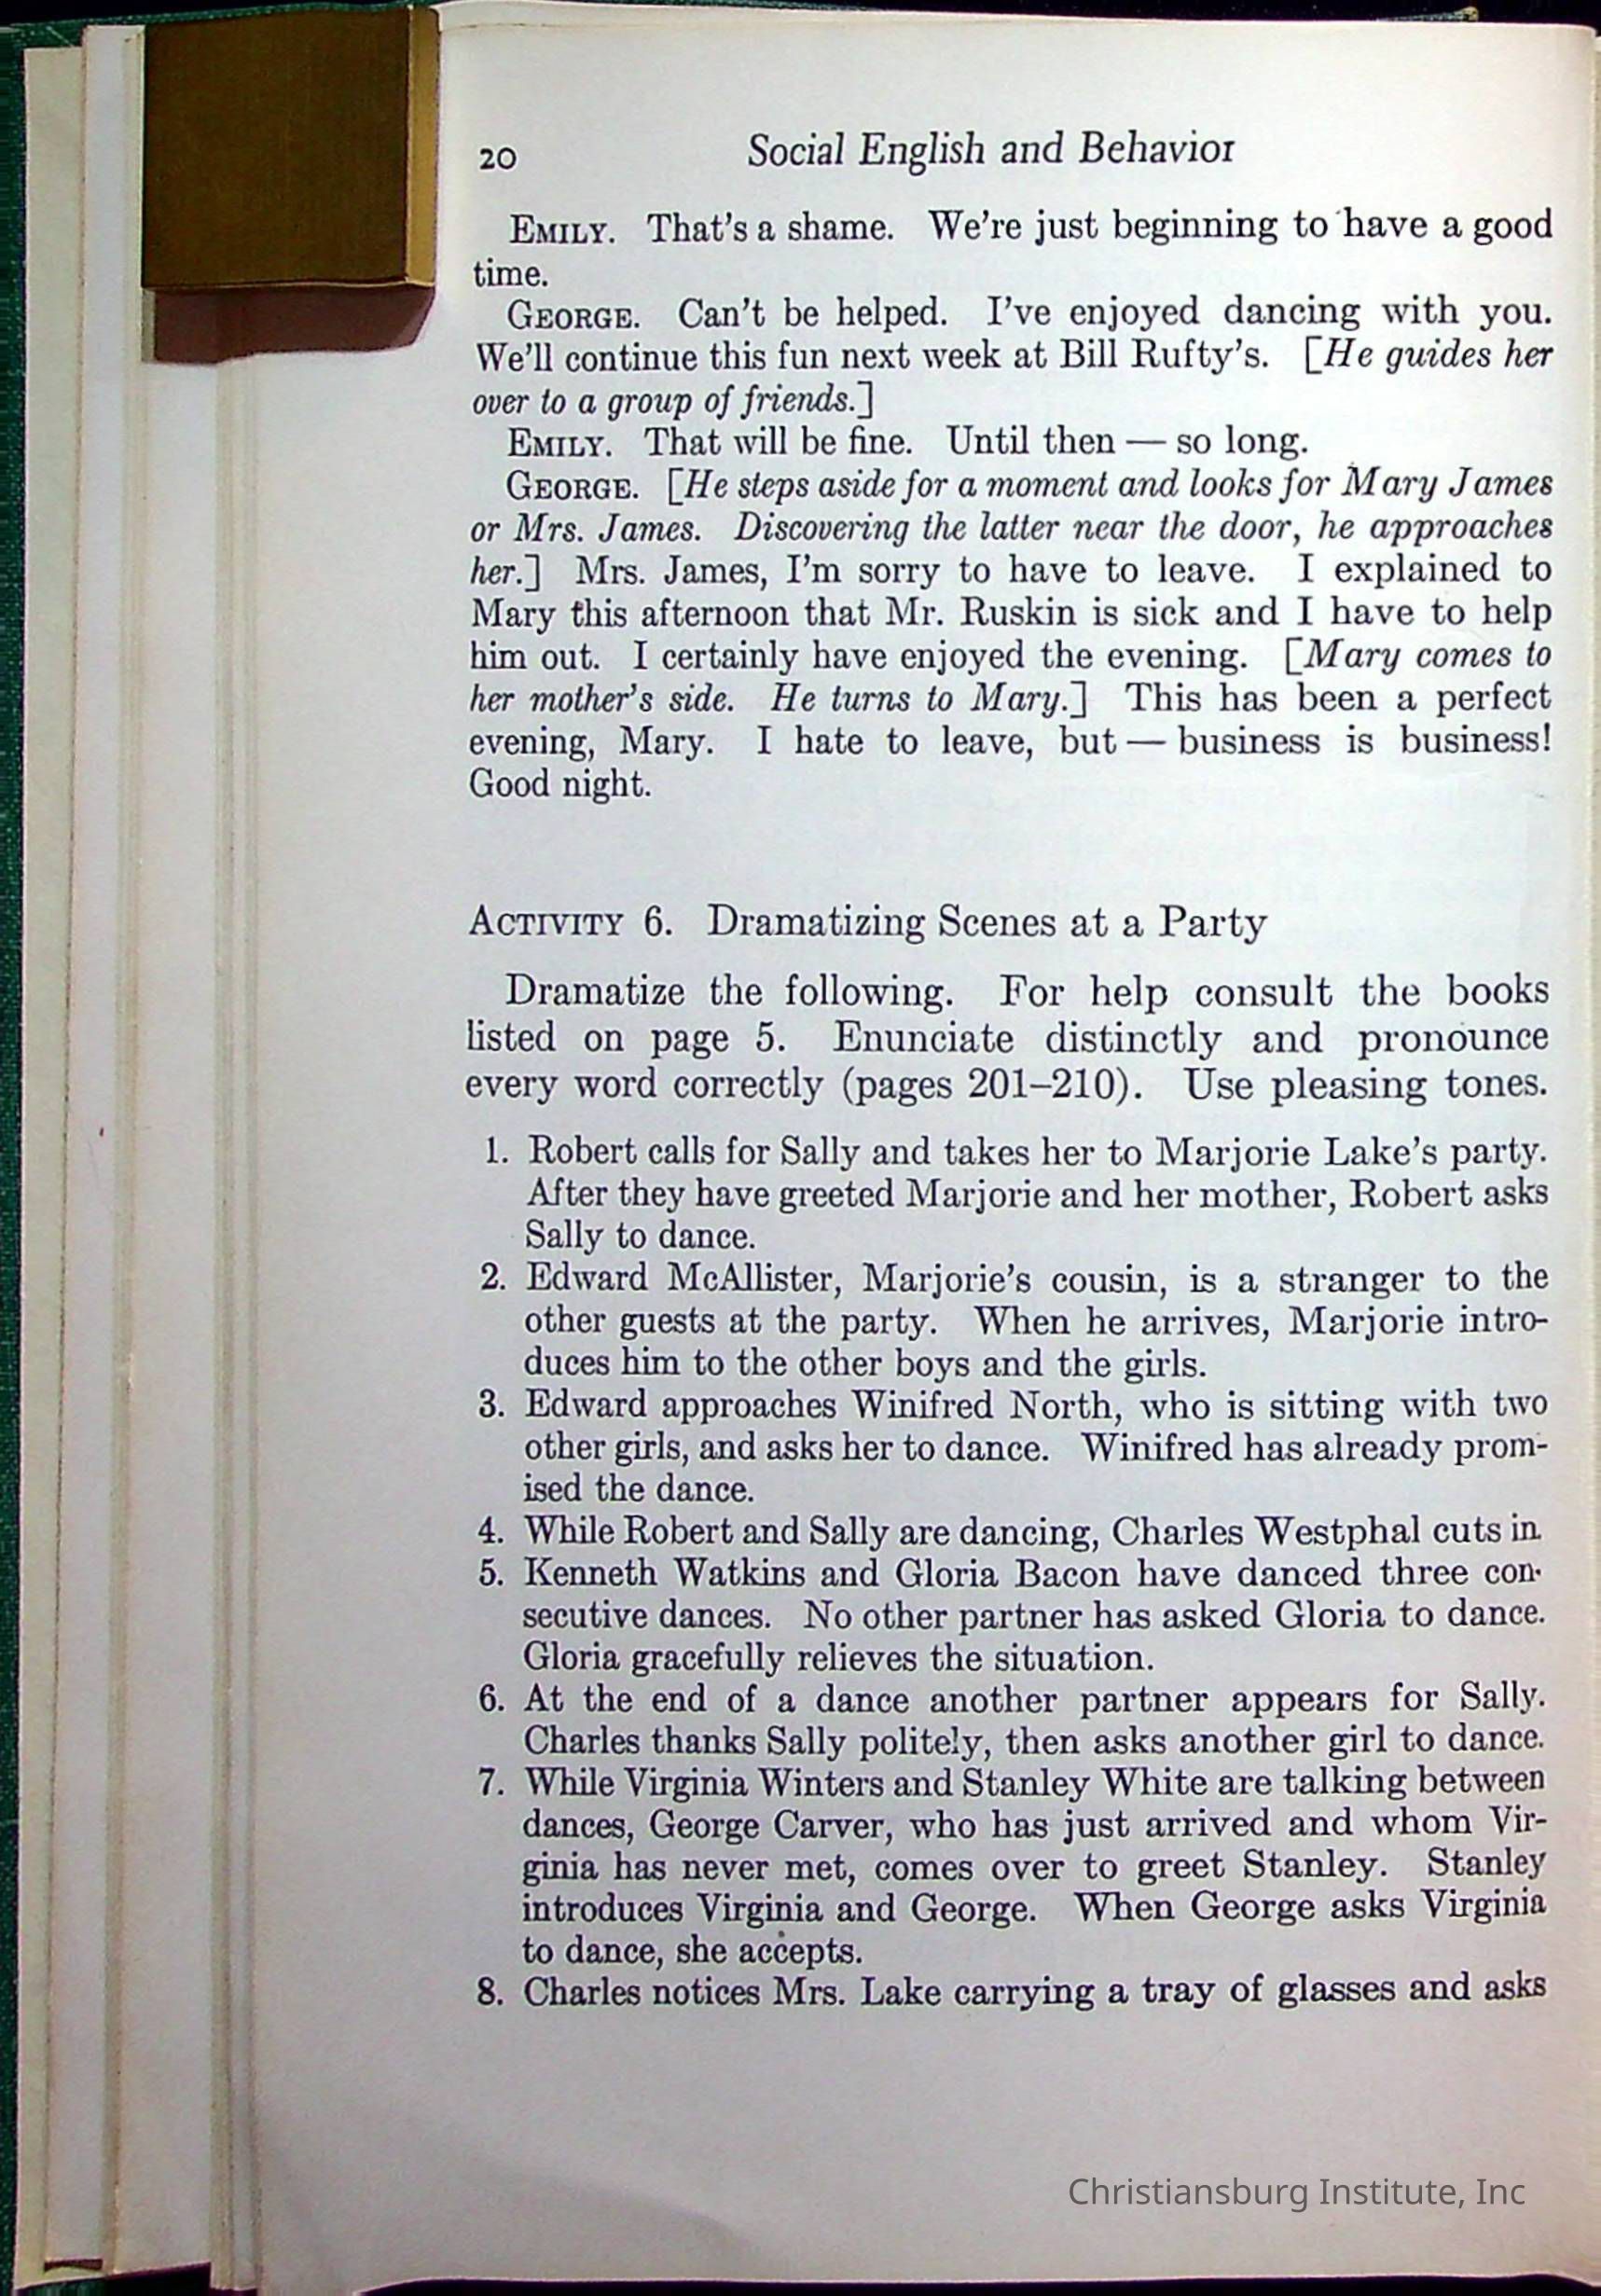 20 Social English and Behavior
EMILY. That's a shame. We're just beginning to have a good
time.
GEORGE. Can't be helped. I've enjoyed dancing with you.
We'll continue this fun next week at Bill Rufty's. [He guides her
over to a group of friends.]
EMILY. That will be fine. Until then — so long.
GEORGE. [He steps aside for a moment and looks for Mary James
or Mrs. James. Discovering the latter near the door, he approaches
her.] Mrs. James, I'm sorry to have to leave. I explained to
Mary this afternoon that Mr. Ruskin is sick and I have to help
him out. I certainly have enjoyed the evening. [Mary comes to
her mother's side. He turns to Mary.] This has been a perfect
evening, Mary. I hate to leave, but — business is business!
Good night.
ACTIVITY 6. Dramatizing Scenes at a Party
Dramatize the following. For help consult the books
listed on page 5. Enunciate distinctly and pronounce
every word correctly (pages 201–210). Use pleasing tones.
1. Robert calls for Sally and takes her to Marjorie Lake's party.
After they have greeted Marjorie and her mother, Robert asks
Sally to dance.
2. Edward McAllister, Marjorie's cousin, is a stranger to the
other guests at the party. When he arrives, Marjorie intro-
duces him to the other boys and the girls.
3. Edward approaches Winifred North, who is sitting with two
other girls, and asks her to dance. Winifred has already prom-
ised the dance.
4. While Robert and Sally are dancing, Charles Westphal cuts in
5. Kenneth Watkins and Gloria Bacon have danced three con-
secutive dances. No other partner has asked Gloria to dance.
Gloria gracefully relieves the situation.
6. At the end of a dance another partner appears for Sally.
Charles thanks Sally politely, then asks another girl to dance.
7. While Virginia Winters and Stanley White are talking between
dances, George Carver, who has just arrived and whom Vir-
ginia has never met, comes over to greet Stanley. Stanley
introduces Virginia and George. When George asks Virginia
to dance, she accepts.
8. Charles notices Mrs. Lake carrying a tray of glasses and asks
Christiansburg Institute, Inc